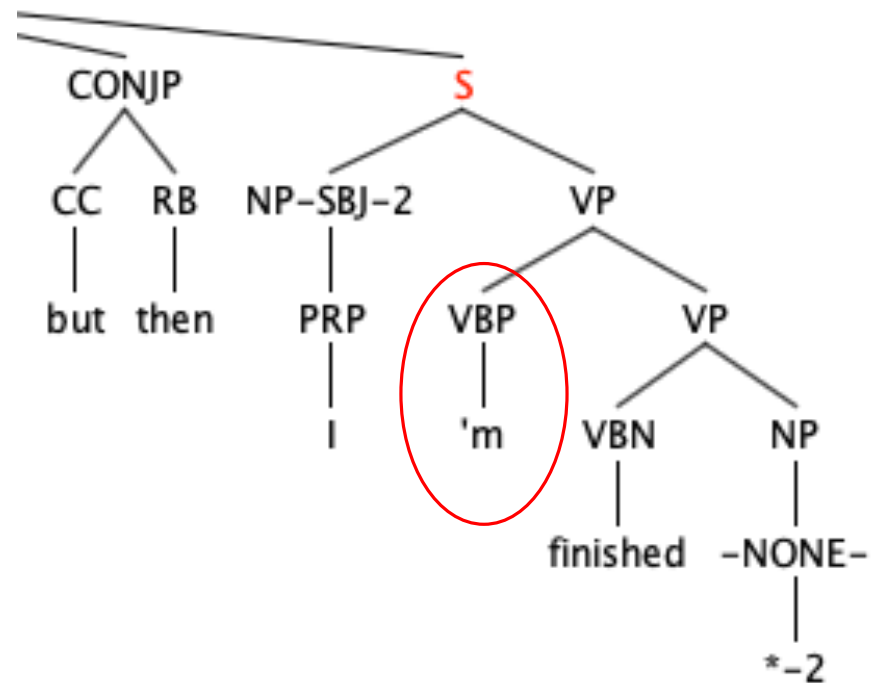 CONJP S
CC RB NP-SBJ-2 VP
but then PRP VBP VP
I 'm VBN NP
finished -NONE-
*-2